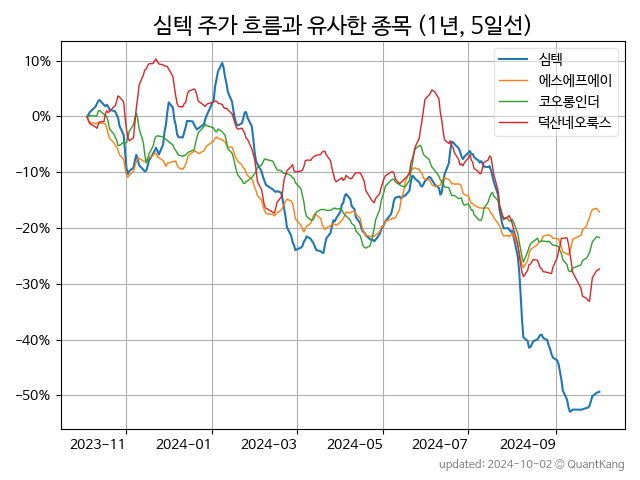 심텍 주가 흐름과 유사한 종목 (1년, 5일선)
심텍
에스에프에이
코오롱인더
덕산네오룩스
10%
0%
−10%
−20%
−30%
−40%
−50%
2023-11 2024-01 2024-03 2024-05 2024-07 2024-09
updated: 2024-10-02 © QuantKang